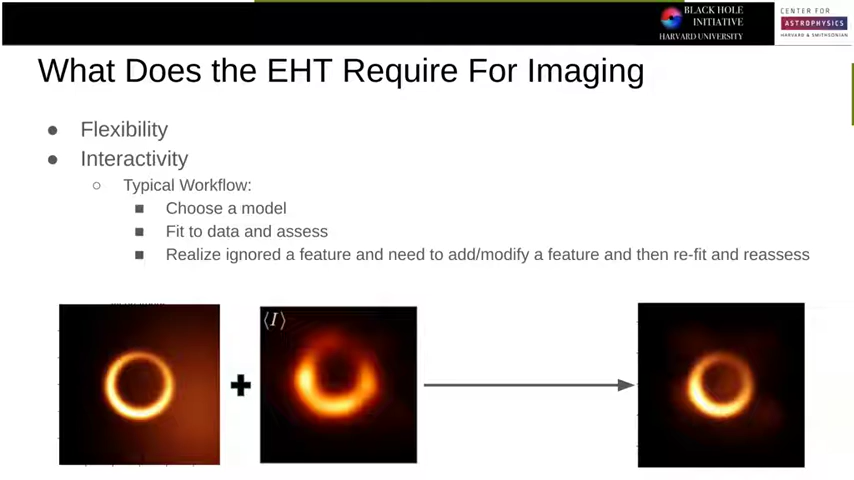 BLACK HOLE
INITIATIVE
HARVARD UNIVERSITY
CENTER FOR
ASTROPHYSICS
HARVARD & SMITHSONIAN
What Does the EHT Require For Imaging
● Flexibility
● Interactivity
○ Typical Workflow:
■ Choose a model
■ Fit to data and assess
■ Realize ignored a feature and need to add/modify a feature and then re-fit and reassess
⟨I⟩